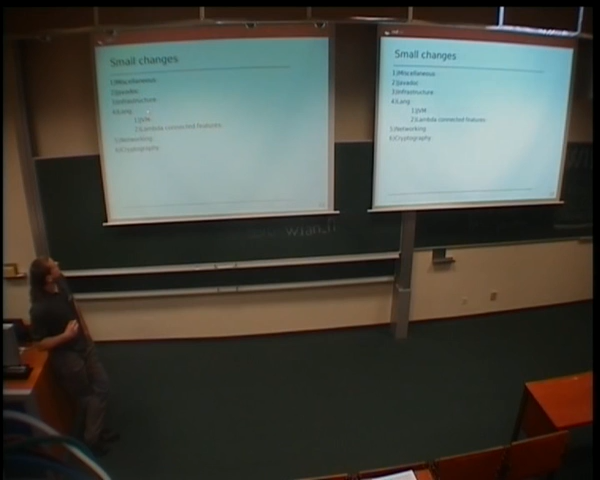 Small changes
1)Miscellaneous
2)Javadoc
3)Infrastructure
4)Lang
1)JVM
2)Lambda connected features
5)Networking
6)Cryptography
Small changes
1)Miscellaneous
2)Javadoc
3)Infrastructure
4)Lang
1)JVM
2)Lambda connected features
5)Networking
6)Cryptography